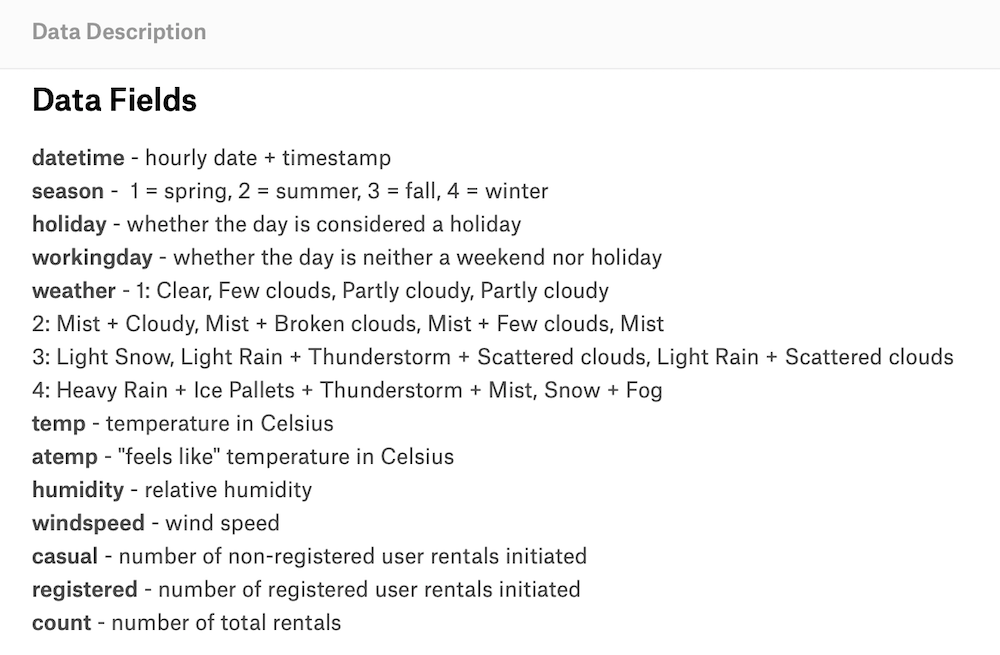 Data Description
Data Fields
datetime - hourly date + timestamp
season - 1 = spring, 2 = summer, 3 = fall, 4 = winter
holiday - whether the day is considered a holiday
workingday - whether the day is neither a weekend nor holiday
weather - 1: Clear, Few clouds, Partly cloudy, Partly cloudy
2: Mist + Cloudy, Mist + Broken clouds, Mist + Few clouds, Mist
3: Light Snow, Light Rain + Thunderstorm + Scattered clouds, Light Rain + Scattered clouds
4: Heavy Rain + Ice Pallets + Thunderstorm + Mist, Snow + Fog
temp - temperature in Celsius
atemp - "feels like" temperature in Celsius
humidity - relative humidity
windspeed - wind speed
casual - number of non-registered user rentals initiated
registered - number of registered user rentals initiated
count - number of total rentals